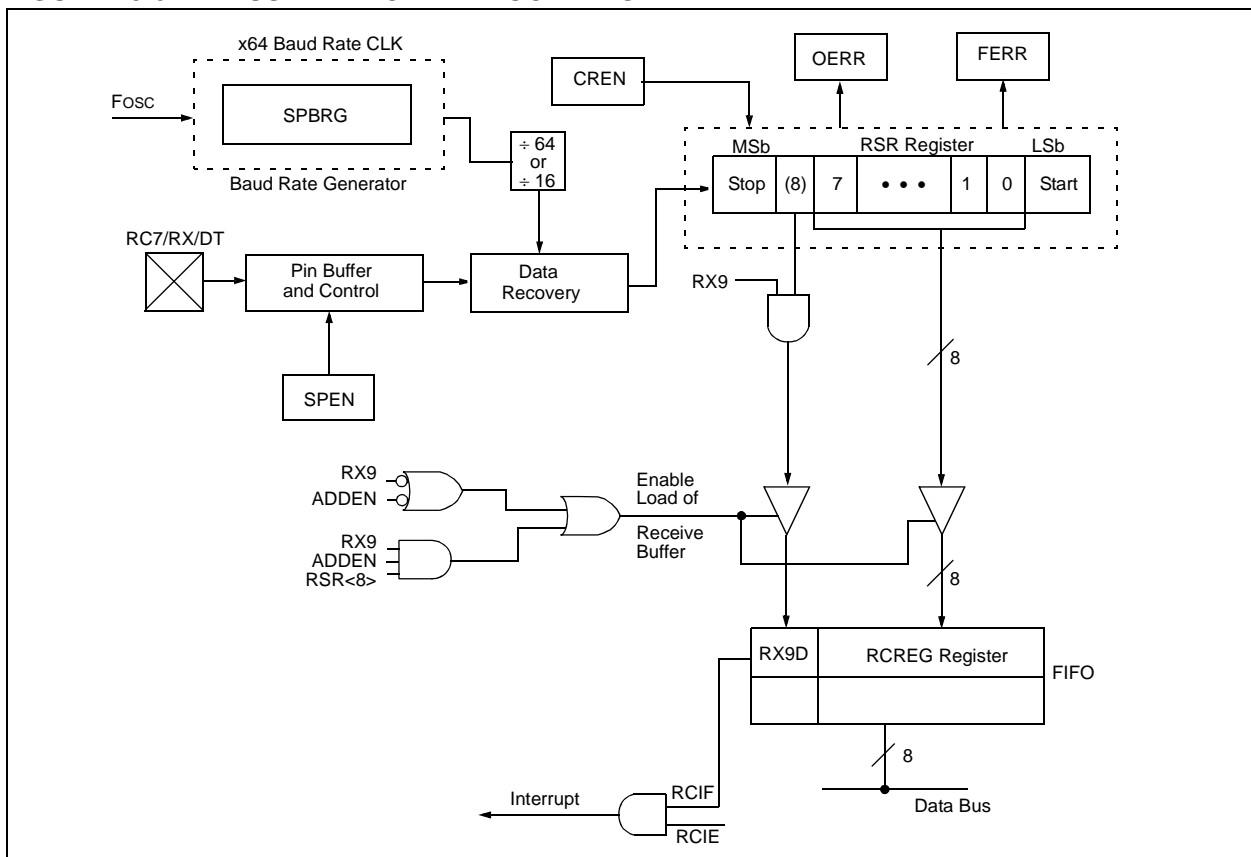 x64 Baud Rate CLK
FOSC
SPBRG
Baud Rate Generator
÷ 64
or
÷ 16
CREN
OERR
FERR
MSb
RSR Register
LSb
Stop
(8)
7
• • •
1
0
Start
RC7/RX/DT
Pin Buffer
and Control
Data
Recovery
SPEN
RX9
8
RX9
ADDEN
RX9
ADDEN
RSR<8>
Enable
Load of
Receive
Buffer
8
RX9D
RCREG Register
FIFO
8
Data Bus
Interrupt
RCIF
RCIE